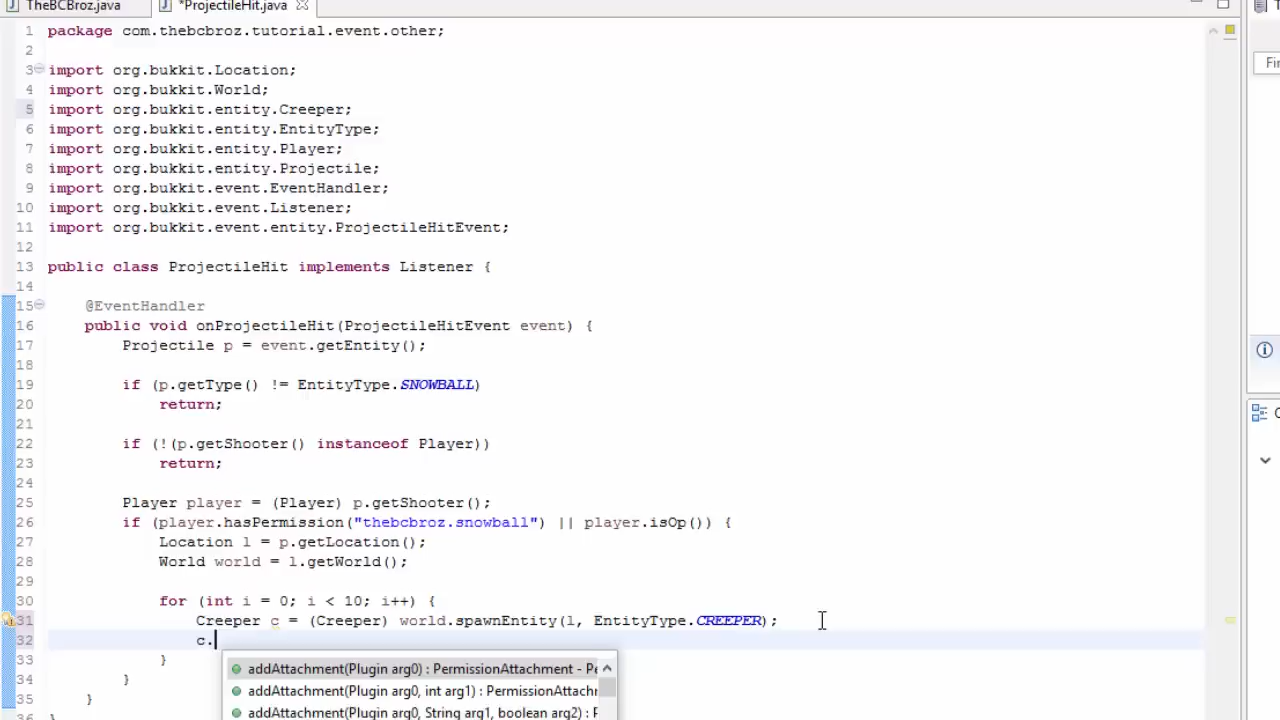 TheBCBroz.java
*ProjectileHit.java
1 package com.thebcbroz.tutorial.event.other;
2
3 import org.bukkit.Location;
4 import org.bukkit.World;
5 import org.bukkit.entity.Creeper;
6 import org.bukkit.entity.EntityType;
7 import org.bukkit.entity.Player;
8 import org.bukkit.entity.Projectile;
9 import org.bukkit.event.EventHandler;
10 import org.bukkit.event.Listener;
11 import org.bukkit.event.entity.ProjectileHitEvent;
12
13 public class ProjectileHit implements Listener {
14
15 @EventHandler
16 public void onProjectileHit(ProjectileHitEvent event) {
17 Projectile p = event.getEntity();
18
19 if (p.getType() != EntityType.SNOWBALL)
20 return;
21
22 if (!(p.getShooter() instanceof Player))
23 return;
24
25 Player player = (Player) p.getShooter();
26 if (player.hasPermission("thebcbroz.snowball") || player.isOp()) {
27 Location l = p.getLocation();
28 World world = l.getWorld();
29
30 for (int i = 0; i < 10; i++) {
31 Creeper c = (Creeper) world.spawnEntity(l, EntityType.CREEPER);
32 c.
33 }
34 }
35 }
36 }
addAttachment(Plugin arg0) : PermissionAttachment - Pe
addAttachment(Plugin arg0, int arg1) : PermissionAttachr
addAttachment(Plugin arg0, String arg1, boolean arg2) : F
Fir